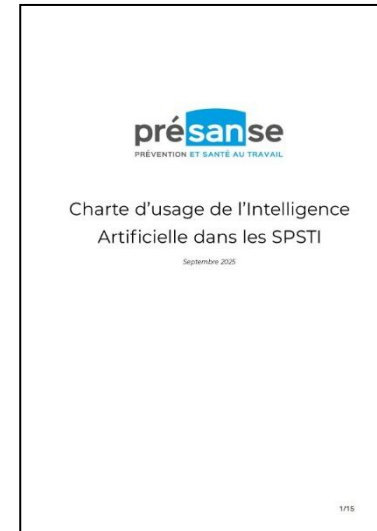 présanse
PRÉVENTION ET SANTÉ AU TRAVAIL
Charte d'usage de l'Intelligence
Artificielle dans les SPSTI
Septembre 2025
1/15